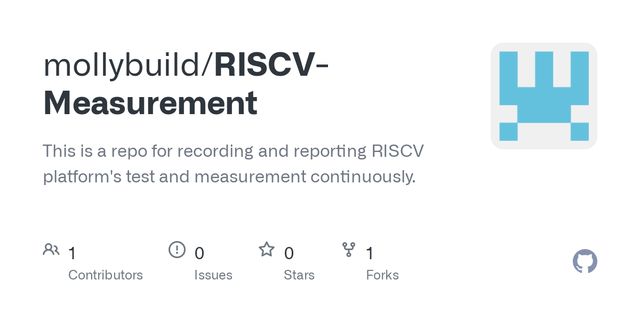 mollybuild/RISCV-
Measurement
This is a repo for recording and reporting RISCV
platform's test and measurement continuously.
1
Contributors
0
Issues
0
Stars
1
Forks